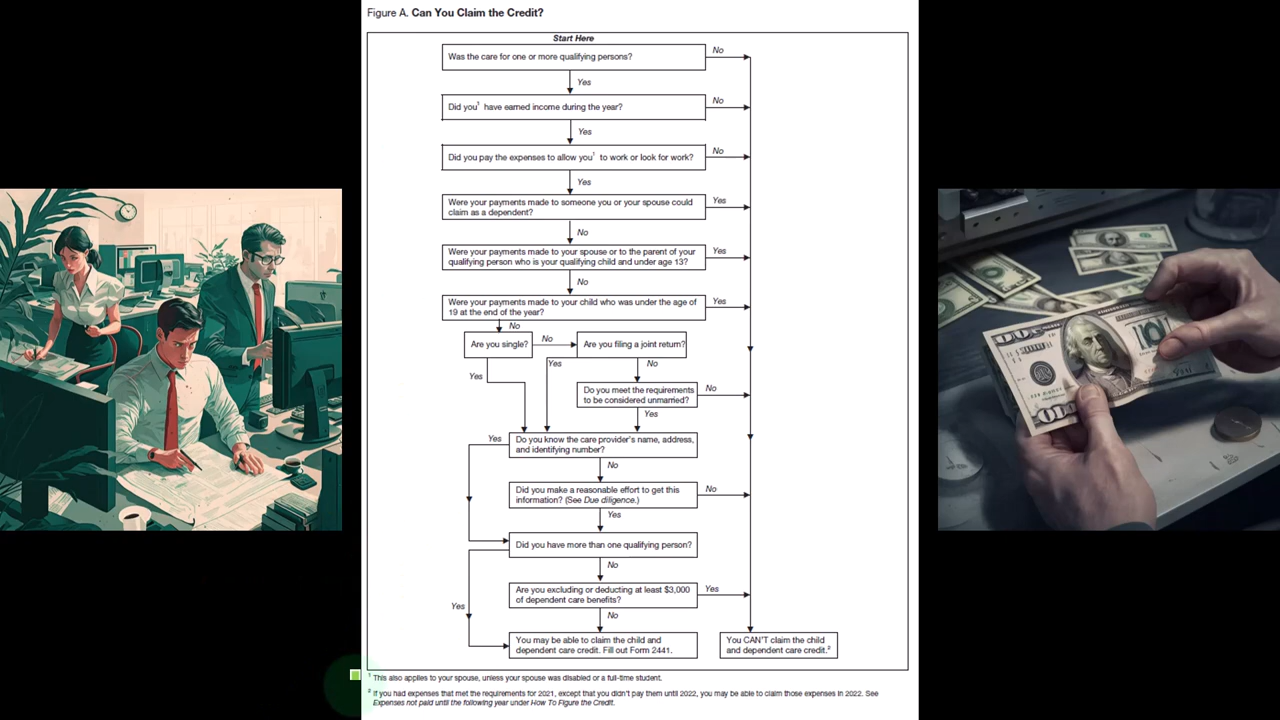 Figure A. Can You Claim the Credit?
Start Here
Was the care for one or more qualifying persons?
No
Yes
Did you1 have earned income during the year?
No
Yes
Did you pay the expenses to allow you1 to work or look for work?
No
Yes
Were your payments made to someone you or your spouse could
claim as a dependent?
Yes
No
Were your payments made to your spouse or to the parent of your
qualifying person who is your qualifying child and under age 13?
Yes
No
Were your payments made to your child who was under the age of
19 at the end of the year?
Yes
No
Are you single?
No
Are you filing a joint return?
Yes
Yes
No
Do you meet the requirements
to be considered unmarried?
No
Yes
Yes
Do you know the care provider's name, address,
and identifying number?
No
Did you make a reasonable effort to get this
information? (See Due diligence.)
No
Yes
Did you have more than one qualifying person?
No
Are you excluding or deducting at least $3,000
of dependent care benefits?
Yes
Yes
No
You may be able to claim the child and
dependent care credit. Fill out Form 2441.
You CAN'T claim the child
and dependent care credit.2
1 This also applies to your spouse, unless your spouse was disabled or a full-time student.
2 If you had expenses that met the requirements for 2021, except that you didn't pay them until 2022, you may be able to claim those expenses in 2022. See
Expenses not paid until the following year under How To Figure the Credit.